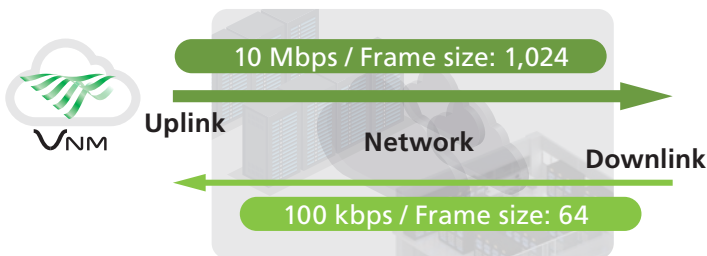 10 Mbps / Frame size: 1,024
Uplink
VNM
Network
Downlink
100 kbps / Frame size: 64